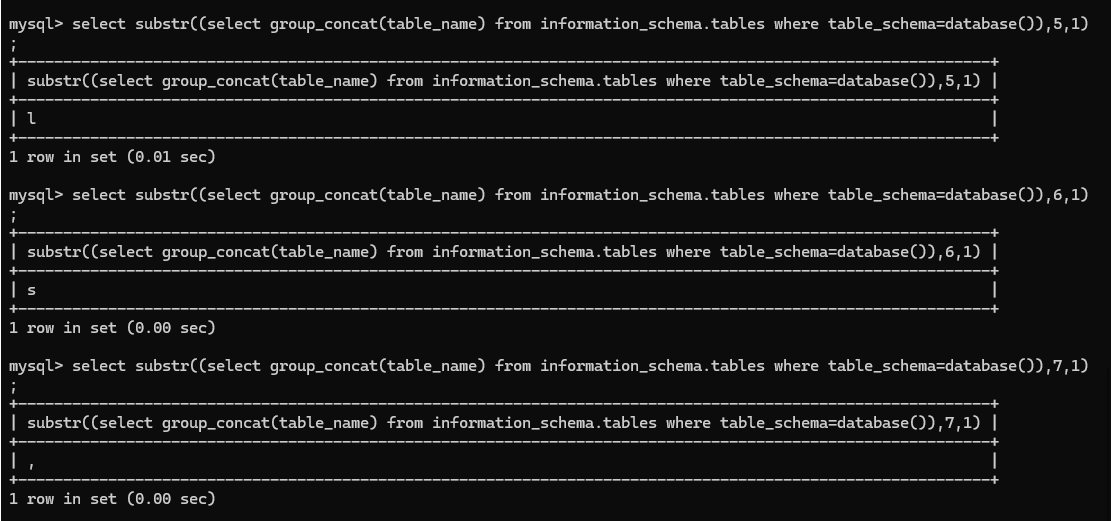 mysql> select substr((select group_concat(table_name) from information_schema.tables where table_schema=database()),5,1)
;
+------------------------------------------------------------------------------------------------------------+
| substr((select group_concat(table_name) from information_schema.tables where table_schema=database()),5,1) |
+------------------------------------------------------------------------------------------------------------+
| l                                                                                                          |
+------------------------------------------------------------------------------------------------------------+
1 row in set (0.01 sec)
mysql> select substr((select group_concat(table_name) from information_schema.tables where table_schema=database()),6,1)
;
+------------------------------------------------------------------------------------------------------------+
| substr((select group_concat(table_name) from information_schema.tables where table_schema=database()),6,1) |
+------------------------------------------------------------------------------------------------------------+
| s                                                                                                          |
+------------------------------------------------------------------------------------------------------------+
1 row in set (0.00 sec)
mysql> select substr((select group_concat(table_name) from information_schema.tables where table_schema=database()),7,1)
;
+------------------------------------------------------------------------------------------------------------+
| substr((select group_concat(table_name) from information_schema.tables where table_schema=database()),7,1) |
+------------------------------------------------------------------------------------------------------------+
| ,                                                                                                          |
+------------------------------------------------------------------------------------------------------------+
1 row in set (0.00 sec)